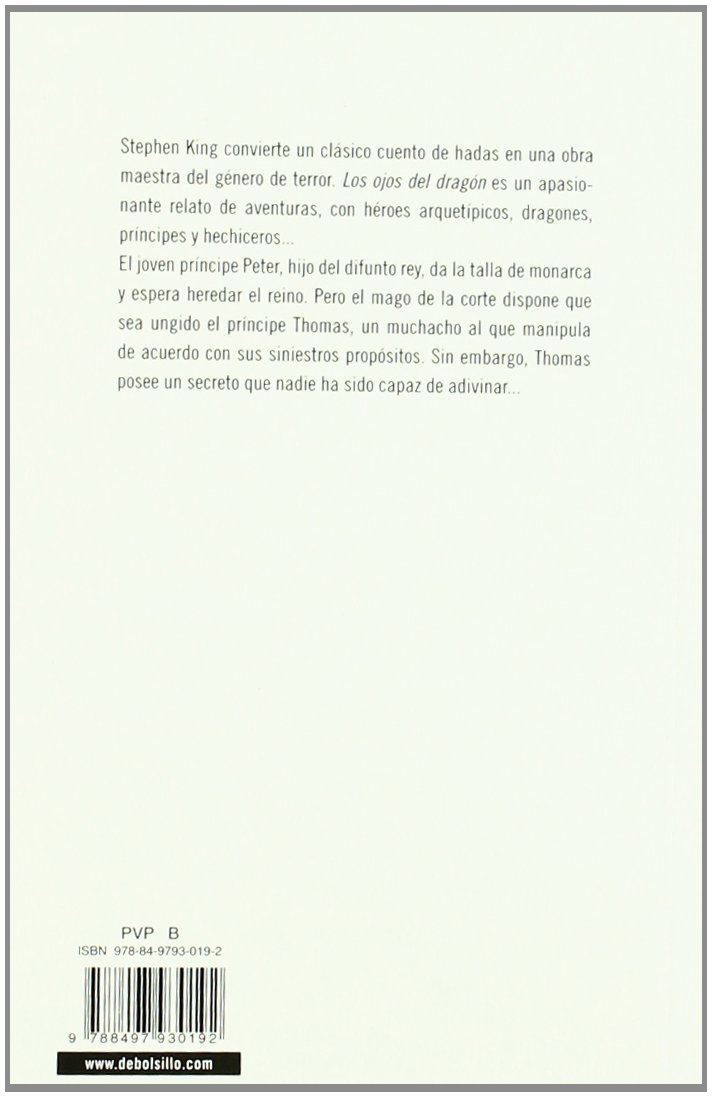 Stephen King convierte un clásico cuento de hadas en una obra
maestra del género de terror. Los ojos del dragón es un apasio-
nante relato de aventuras, con héroes arquetípicos, dragones,
príncipes y hechiceros...
El joven príncipe Peter, hijo del difunto rey, da la talla de monarca
y espera heredar el reino. Pero el mago de la corte dispone que
sea ungido el príncipe Thomas, un muchacho al que manipula
de acuerdo con sus siniestros propósitos. Sin embargo, Thomas
posee un secreto que nadie ha sido capaz de adivinar...
PVP B
ISBN 978-84-9793-019-2
9 788497 930192
www.debolsillo.com